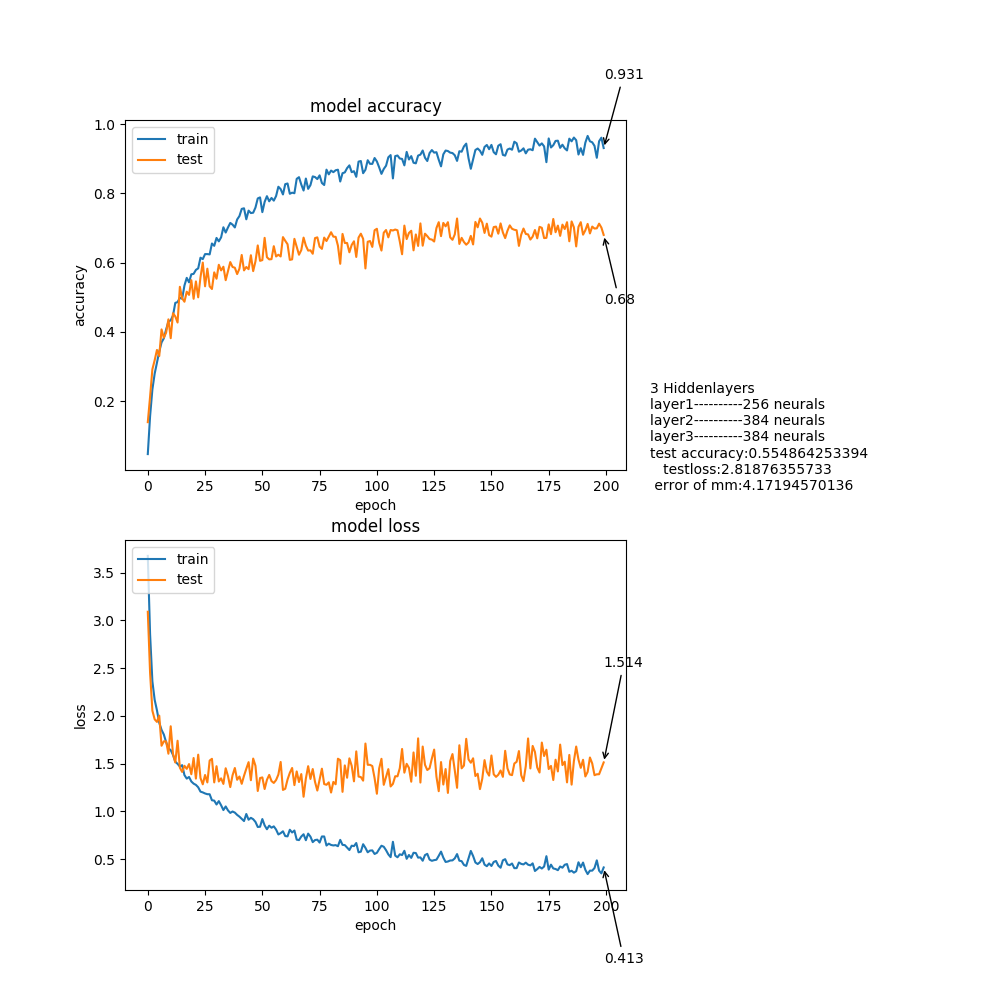 0.931
model accuracy
train
test
1.0
0.8
0.6
0.4
0.2
accuracy
0.68
0
25
50
75
100
125
150
175
200
epoch
3 Hiddenlayers
layer1----------256 neurals
layer2----------384 neurals
layer3----------384 neurals
test accuracy:0.554864253394
testloss:2.81876355733
error of mm:4.17194570136
model loss
train
test
3.5
3.0
2.5
2.0
1.5
1.0
0.5
loss
1.514
0
25
50
75
100
125
150
175
200
epoch
0.413